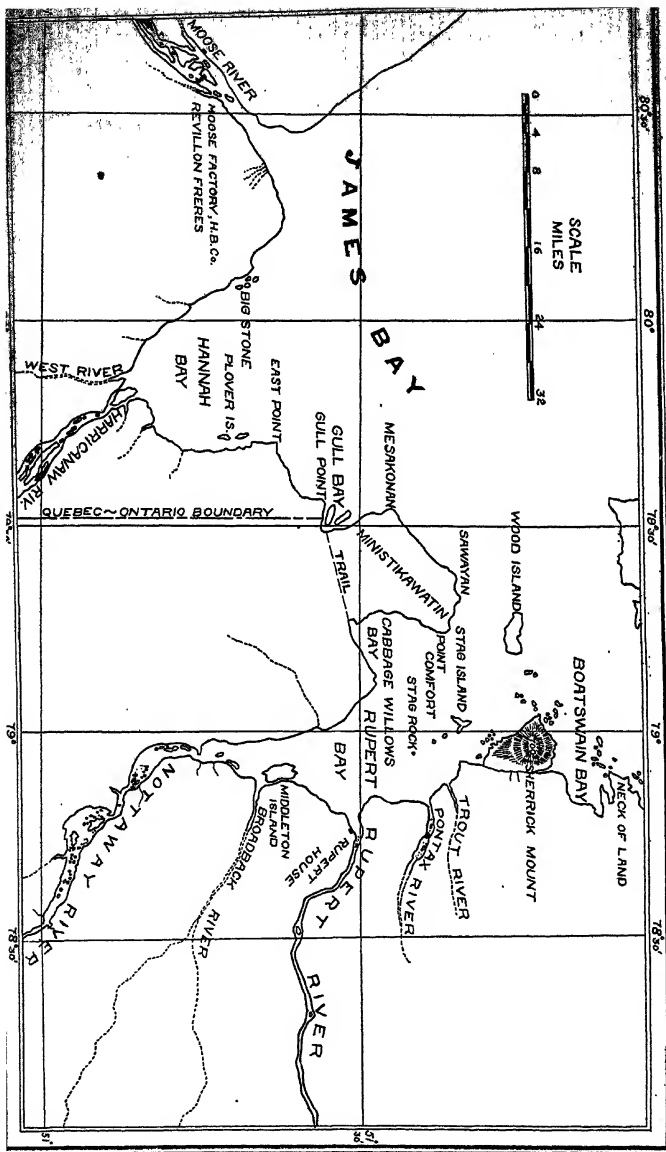 80°30'
80°
79°30'
79°
78°30'
SCALE
MILES
0 4 8 16 24 32
JAMES BAY
MOOSE RIVER
MOOSE FACTORY, H.B.Co.
REVILLON FRERES
BIG STONE
PLOVER IS.
HANNAH
BAY
EAST POINT
WEST RIVER
HARRICANAW RIV.
GULL BAY
GULL POINT
MESAKONAN
QUEBEC~ONTARIO BOUNDARY
TRAIL
MINISTIKAWATIN
SAWAYAN
WOOD ISLAND
CABBAGE WILLOWS
BAY
POINT
COMFORT
STAG ISLAND
STAG ROCK
BOATSWAIN BAY
NECK OF LAND
SHERRICK MOUNT
RUPERT
BAY
TROUT RIVER
PONTAX
RIVER
RUPERT RIVER
RUPERT
HOUSE
MIDDLETON
ISLAND
BROADBACK RIVER
NOTTAWAY RIVER
79°
78°30'
51°
30'
51°